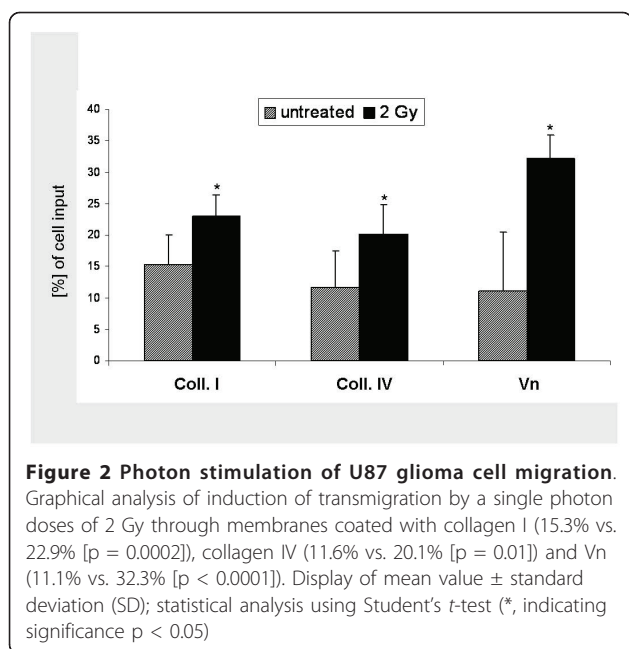 untreated 2 Gy
40
35
30
25
20
15
10
5
0
[%] of cell input
*
*
*
Coll. I Coll. IV Vn
Figure 2 Photon stimulation of U87 glioma cell migration.
Graphical analysis of induction of transmigration by a single photon
doses of 2 Gy through membranes coated with collagen I (15.3% vs.
22.9% [p = 0.0002]), collagen IV (11.6% vs. 20.1% [p = 0.01]) and Vn
(11.1% vs. 32.3% [p < 0.0001]). Display of mean value ± standard
deviation (SD); statistical analysis using Student's t-test (*, indicating
significance p < 0.05)